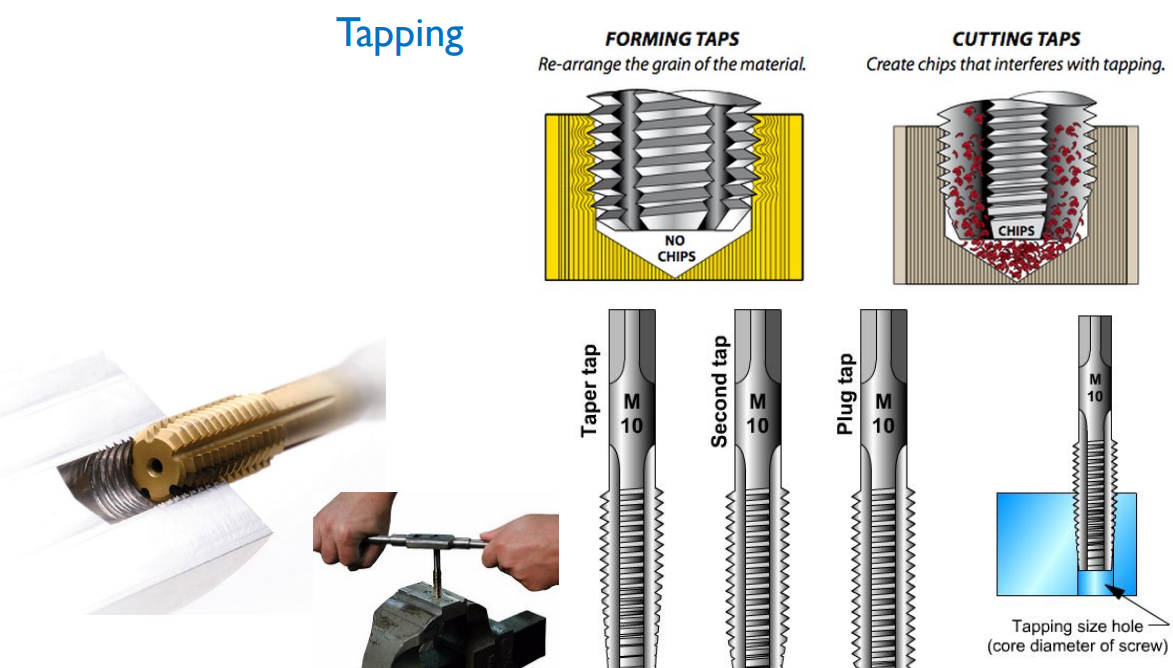 Tapping
FORMING TAPS
Re-arrange the grain of the material.
NO
CHIPS
CUTTING TAPS
Create chips that interferes with tapping.
CHIPS
Taper tap
M
10
Second tap
M
10
Plug tap
M
10
M
10
Tapping size hole
(core diameter of screw)